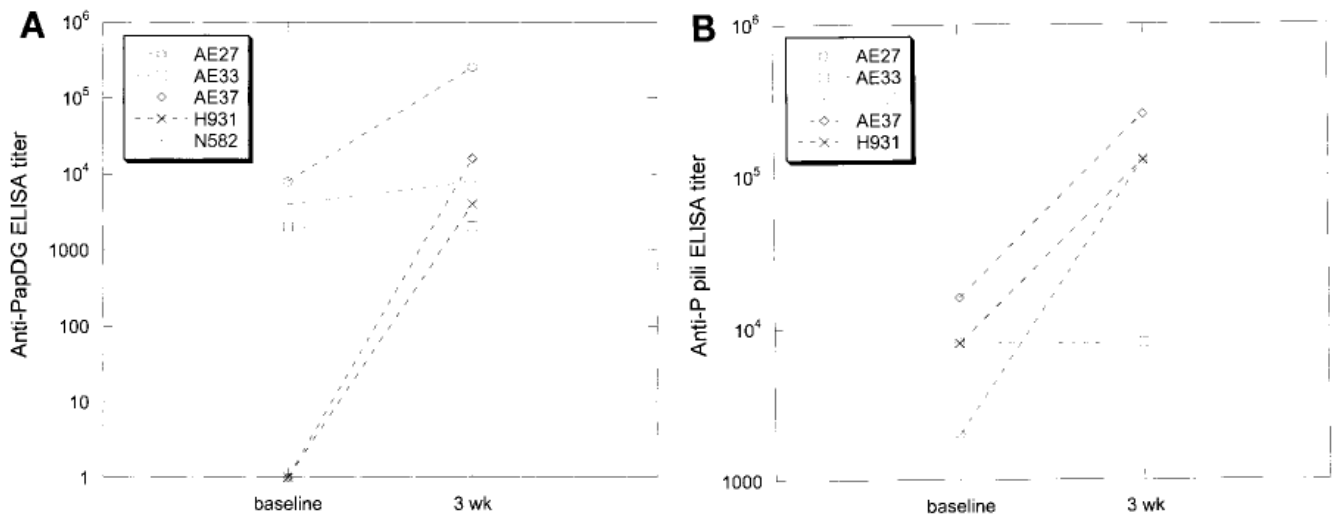 A
Anti-PapDG ELISA titer
10⁶
10⁵
10⁴
1000
100
10
1
AE27
AE33
AE37
H931
N582
baseline 3 wk
B
Anti-P pili ELISA titer
10⁶
10⁵
10⁴
1000
AE27
AE33
AE37
H931
baseline 3 wk